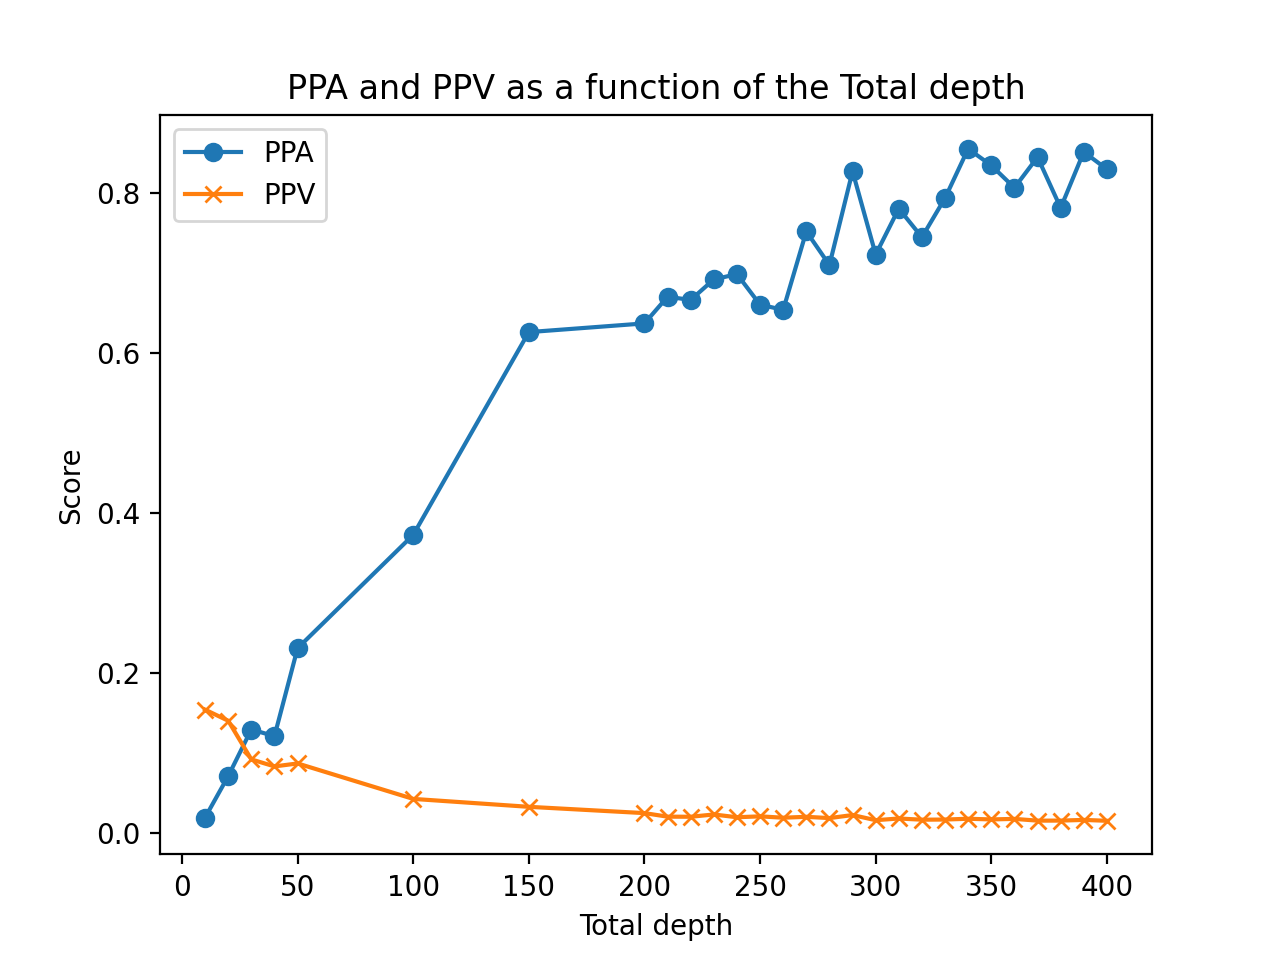 PPA and PPV as a function of the Total depth
PPA
PPV
0.8
0.6
0.4
0.2
0.0
Score
0 50 100 150 200 250 300 350 400
Total depth